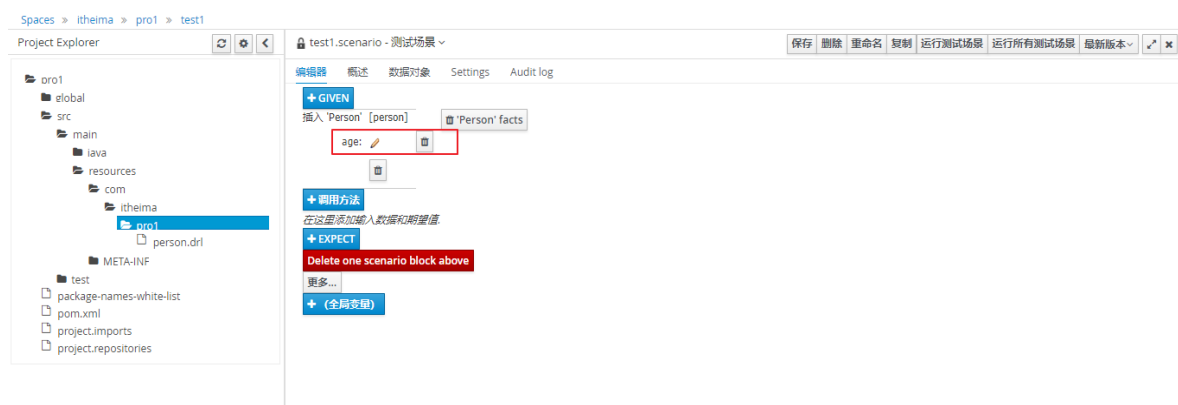 Spaces » itheima » pro1 » test1
Project Explorer
test1.scenario - 测试场景
保存 删除 重命名 复制 运行测试场景 运行所有测试场景 最新版本
编辑器 概述 数据对象 Settings Audit log
pro1
global
src
main
java
resources
com
itheima
pro1
person.drl
META-INF
test
package-names-white-list
pom.xml
project.imports
project.repositories
+ GIVEN
插入 'Person' [person]
'Person' facts
age:
+ 调用方法
在这里添加输入数据和期望值.
+ EXPECT
Delete one scenario block above
更多...
+ (全局变量)